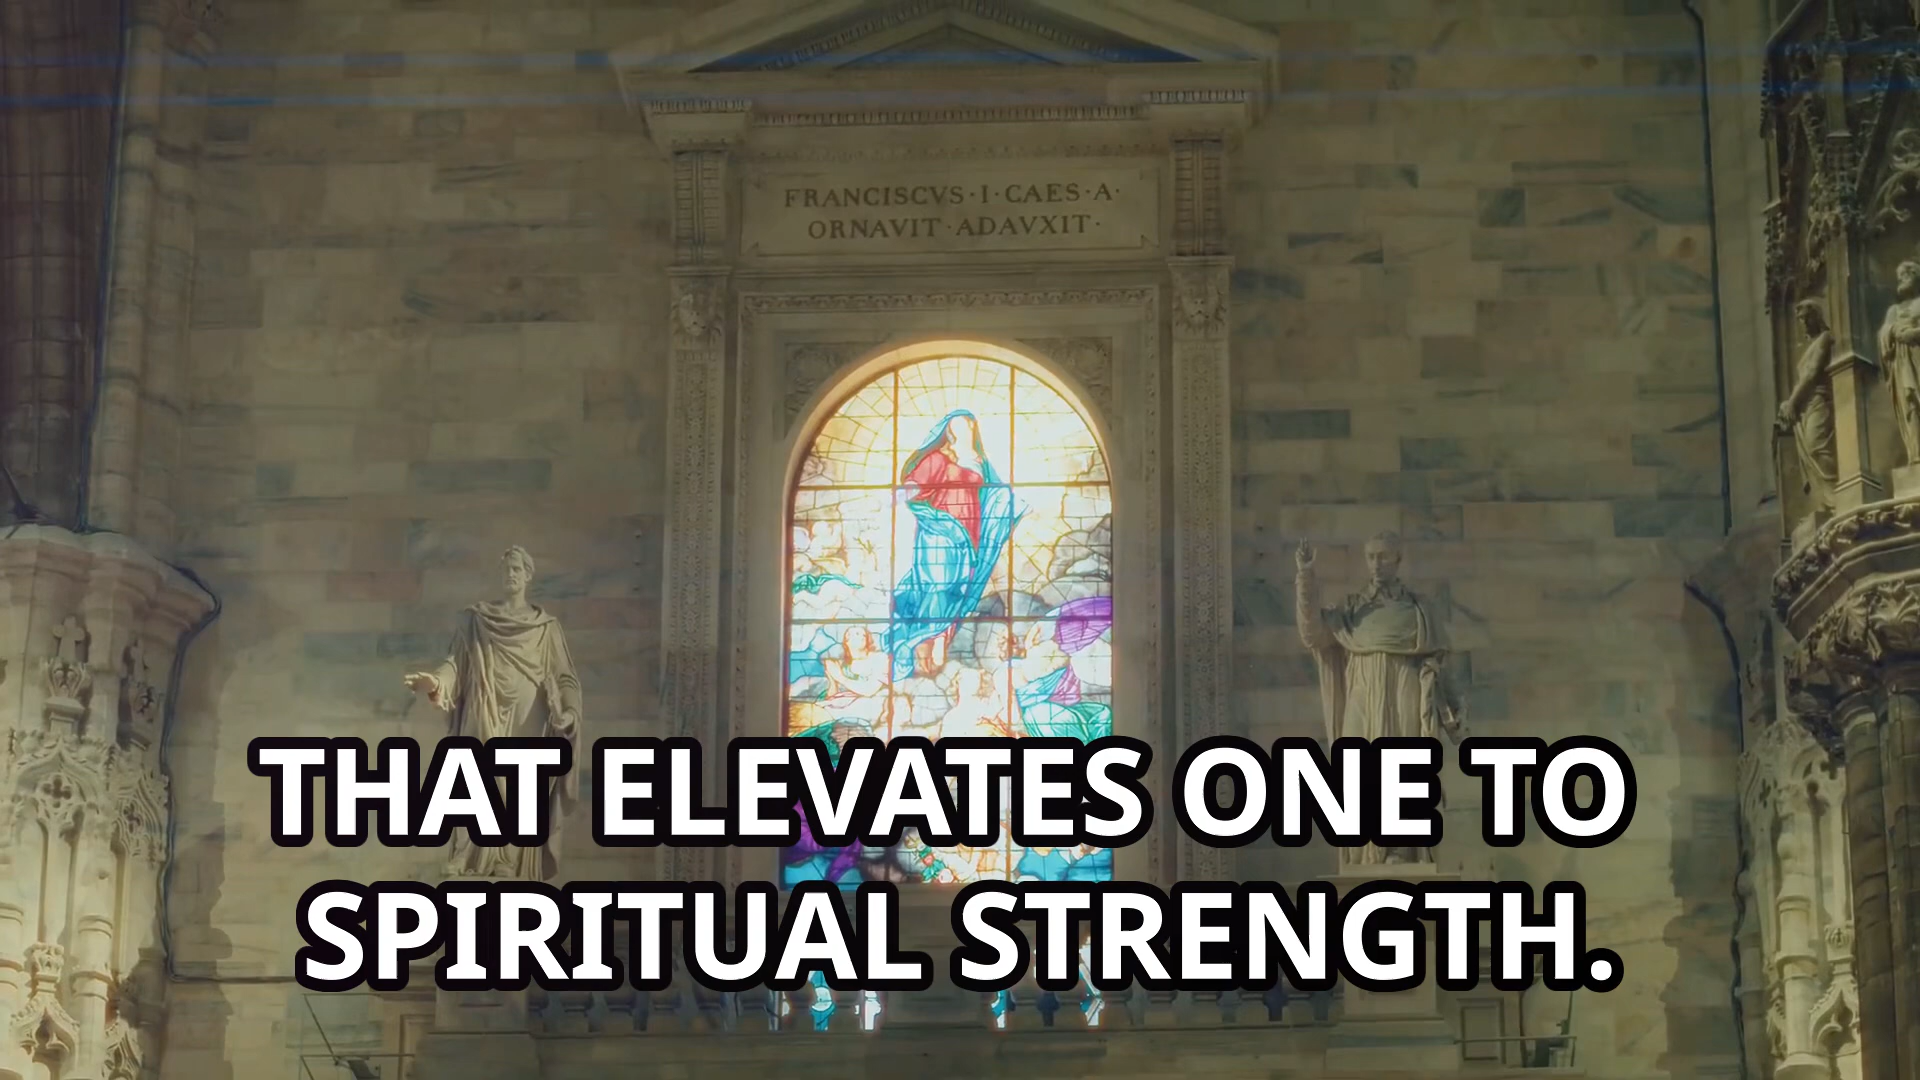 FRANCISCVS·I·CAES·A·
ORNAVIT·ADAVXIT·
THAT ELEVATES ONE TO
SPIRITUAL STRENGTH.